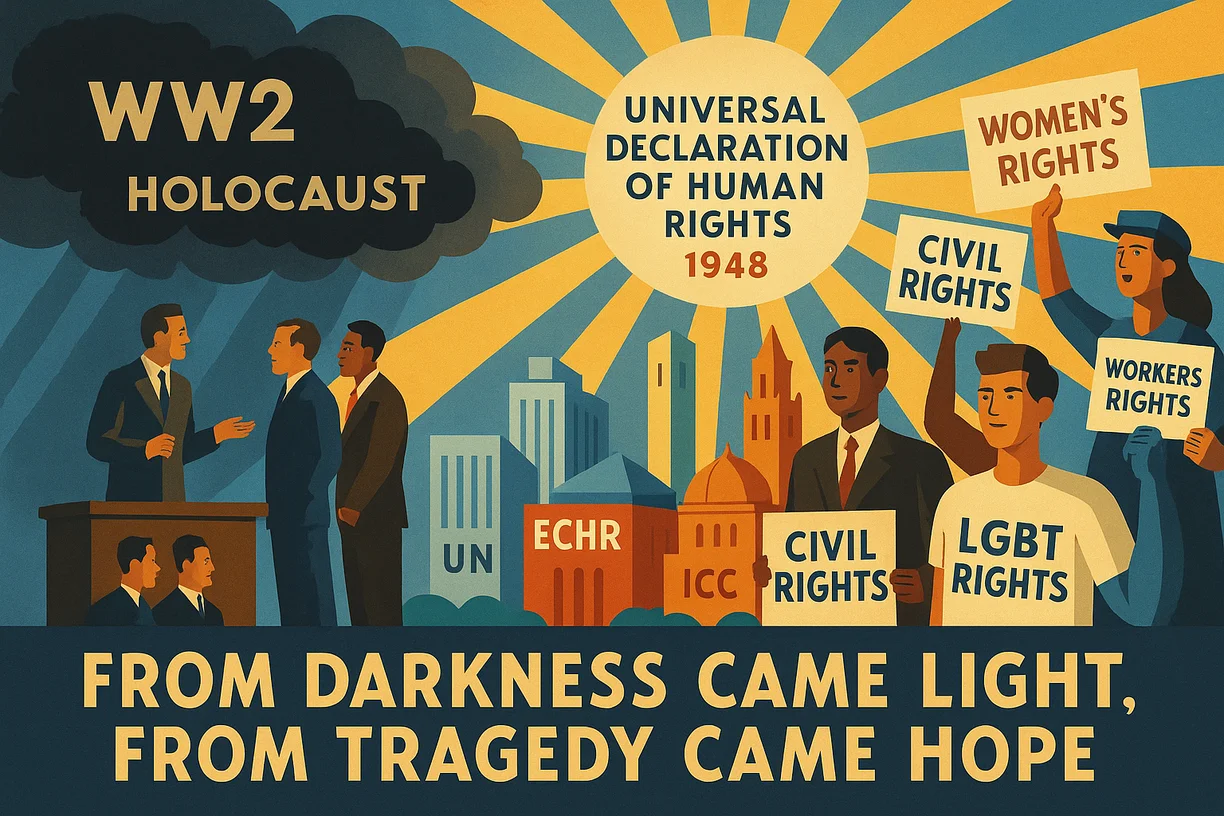 WW2
HOLOCAUST
UNIVERSAL
DECLARATION
OF HUMAN
RIGHTS
1948
WOMEN'S
RIGHTS
CIVIL
RIGHTS
WORKERS
RIGHTS
UN
ECHR
ICC
CIVIL
RIGHTS
LGBT
RIGHTS
FROM DARKNESS CAME LIGHT,
FROM TRAGEDY CAME HOPE